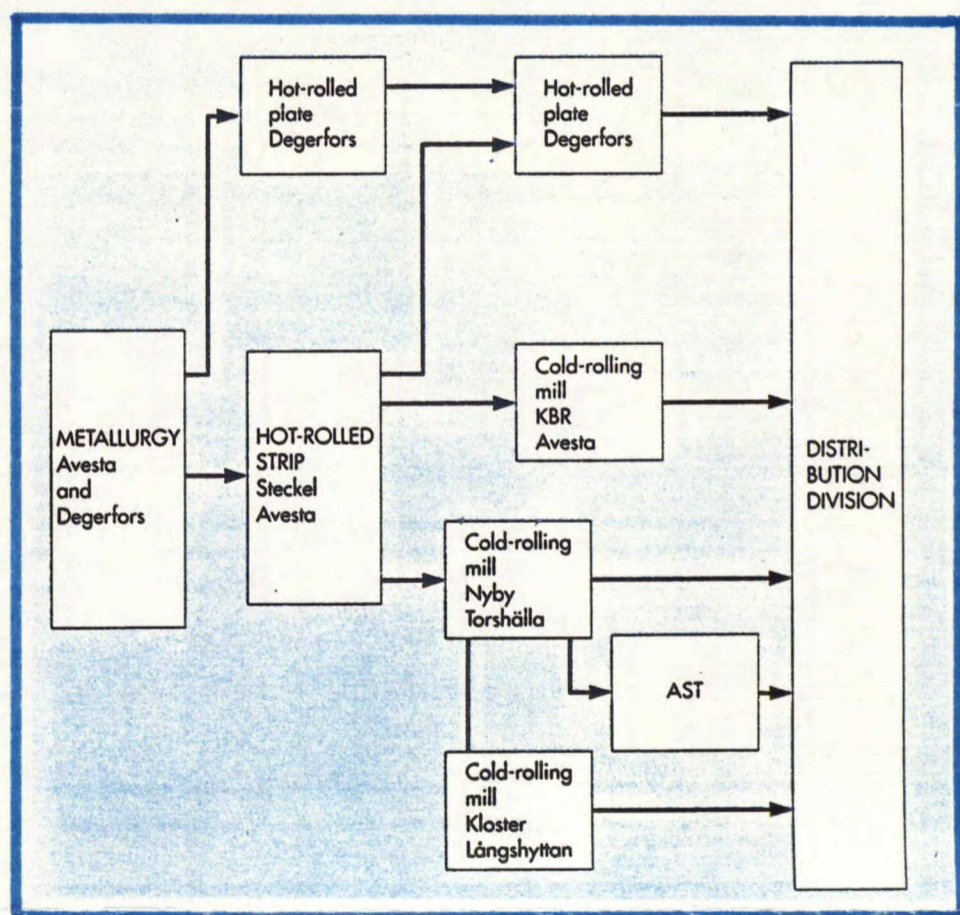 Hot-rolled
plate
Degerfors
Hot-rolled
plate
Degerfors
METALLURGY
Avesta
and
Degerfors
HOT-ROLLED
STRIP
Steckel
Avesta
Cold-rolling
mill
KBR
Avesta
DISTRI-
BUTION
DIVISION
Cold-rolling
mill
Nyby
Torshälla
AST
Cold-rolling
mill
Kloster
Långshyttan